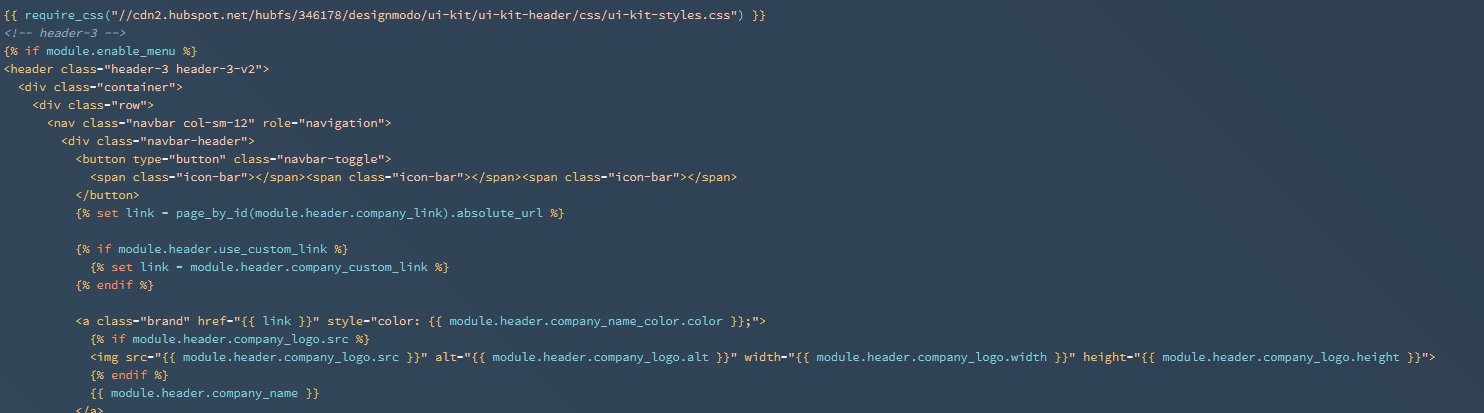 {{ require_css("//cdn2.hubspot.net/hubfs/346178/designmodo/ui-kit/ui-kit-header/css/ui-kit-styles.css") }}
<!-- header-3 -->
{% if module.enable_menu %}
<header class="header-3 header-3-v2">
<div class="container">
<div class="row">
<nav class="navbar col-sm-12" role="navigation">
<div class="navbar-header">
<button type="button" class="navbar-toggle">
<span class="icon-bar"></span><span class="icon-bar"></span><span class="icon-bar"></span>
</button>
{% set link = page_by_id(module.header.company_link).absolute_url %}
{% if module.header.use_custom_link %}
{% set link = module.header.company_custom_link %}
{% endif %}
<a class="brand" href="{{ link }}" style="color: {{ module.header.company_name_color.color }};">
{% if module.header.company_logo.src %}
<img src="{{ module.header.company_logo.src }}" alt="{{ module.header.company_logo.alt }}" width="{{ module.header.company_logo.width }}" height="{{ module.header.company_logo.height }}">
{% endif %}
{{ module.header.company_name }}
</a>